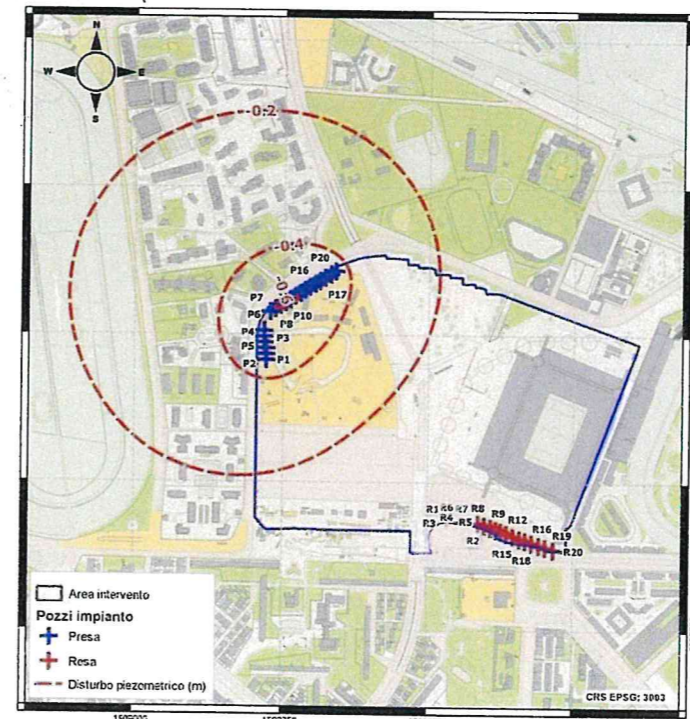 N
W E
S
-0.2
-0.4
P20
P16
P17
P7
P10
P6
P8
P4
P3
P5
P2
P1
R1 R6 R7 R8
R4
R3 R5 R9
R12
R2
R16
R19
R15
R18
R20
Area intervento
Pozzi impianto
Presa
Resa
Disturbo piezometrico (m)
CRS EPSG: 3003